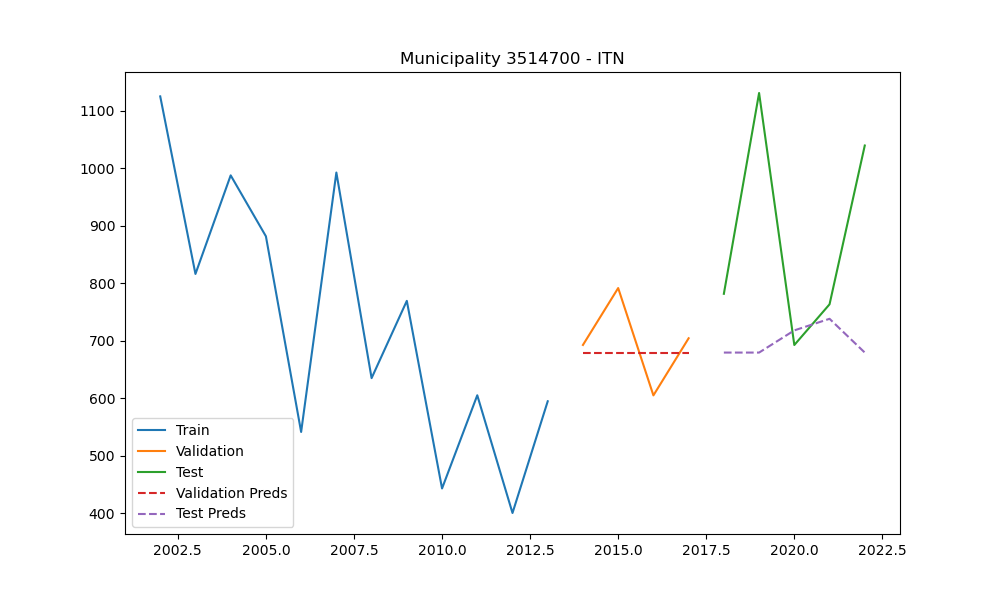 Municipality 3514700 - ITN
1100
1000
900
800
700
600
500
400
Train
Validation
Test
Validation Preds
Test Preds
2002.5 2005.0 2007.5 2010.0 2012.5 2015.0 2017.5 2020.0 2022.5